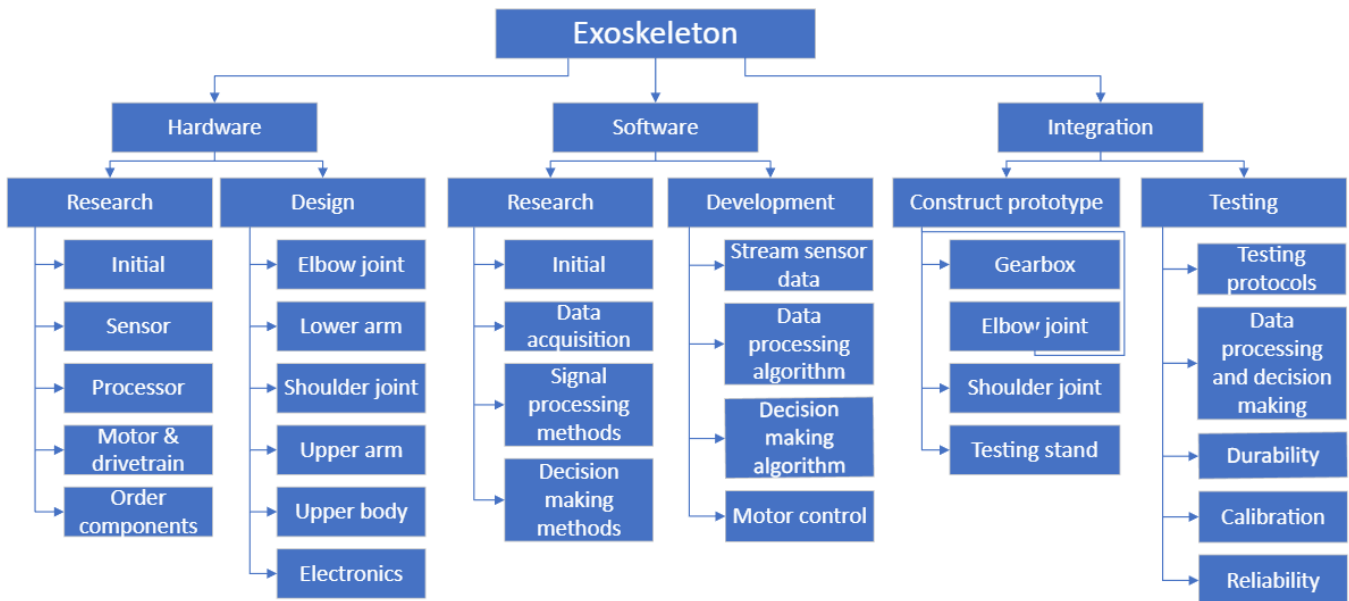 Exoskeleton
Hardware
Software
Integration
Research
Design
Research
Development
Construct prototype
Testing
Initial
Sensor
Processor
Motor &
drivetrain
Order
components
Elbow joint
Lower arm
Shoulder joint
Upper arm
Upper body
Electronics
Initial
Data
acquisition
Signal
processing
methods
Decision
making
methods
Stream sensor
data
Data
processing
algorithm
Decision
making
algorithm
Motor control
Gearbox
Elbow joint
Shoulder joint
Testing stand
Testing
protocols
Data
processing
and decision
making
Durability
Calibration
Reliability